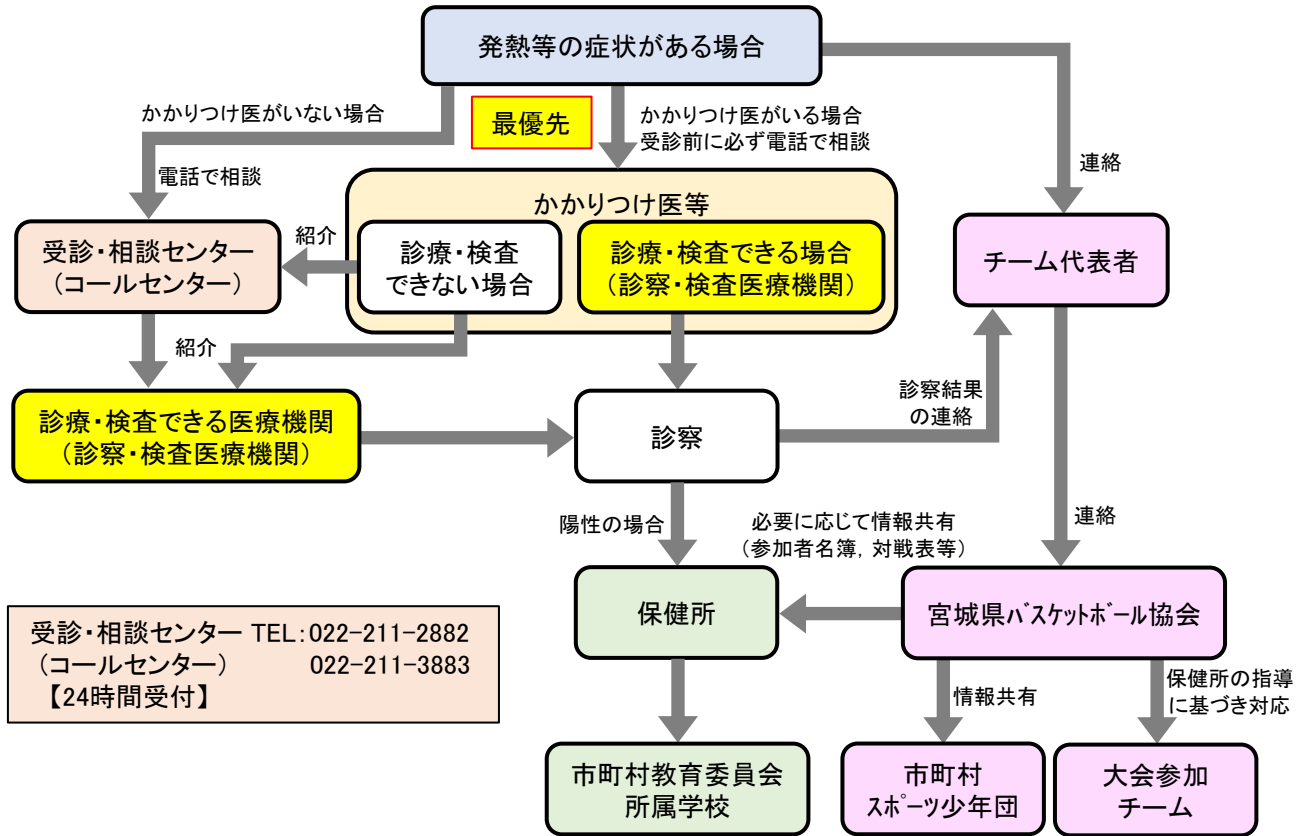 発熱等の症状がある場合
かかりつけ医がいない場合
最優先
かかりつけ医がいる場合
受診前に必ず電話で相談
電話で相談
連絡
かかりつけ医等
受診・相談センター
（コールセンター）
紹介
診療・検査
できない場合
診療・検査できる場合
（診察・検査医療機関）
チーム代表者
紹介
診療・検査できる医療機関
（診察・検査医療機関）
診察
診察結果
の連絡
陽性の場合
必要に応じて情報共有
（参加者名簿，対戦表等）
連絡
保健所
宮城県ﾊﾞｽｹｯﾄﾎﾞｰﾙ協会
受診・相談センター TEL：022-211-2882
（コールセンター） 022-211-3883
【24時間受付】
情報共有
保健所の指導
に基づき対応
市町村教育委員会
所属学校
市町村
ｽﾎﾟｰﾂ少年団
大会参加
チーム